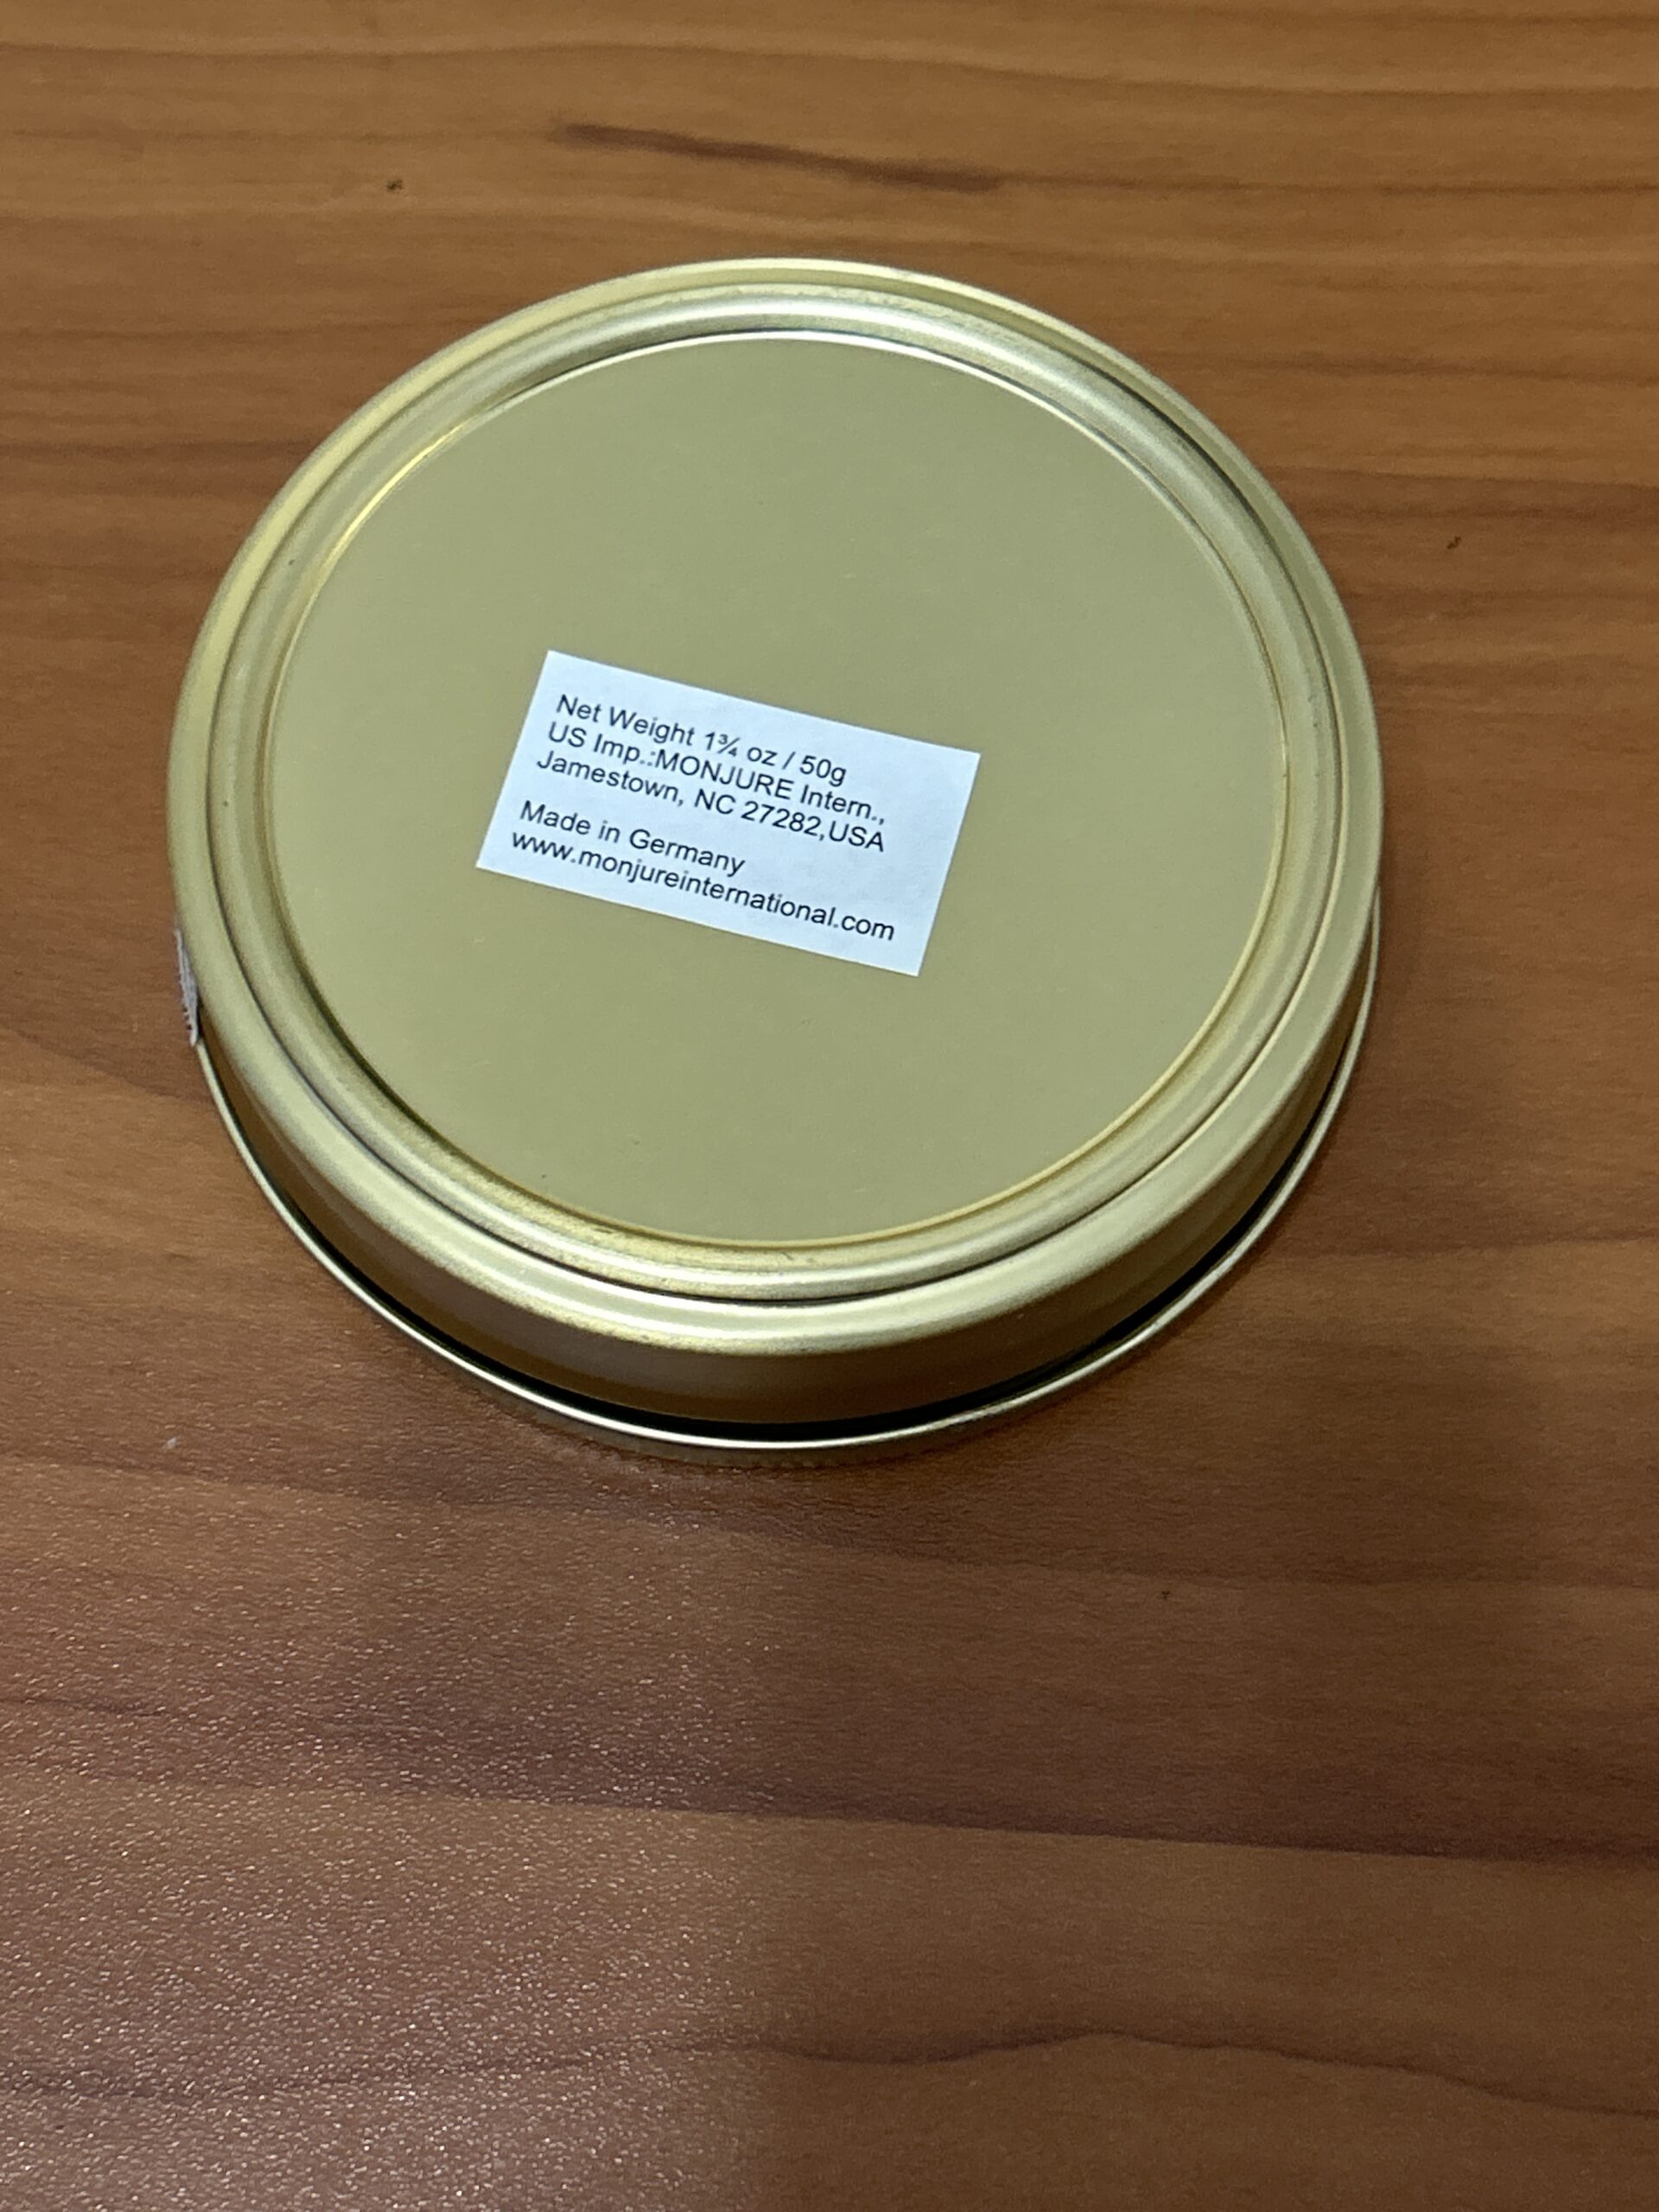 Net Weight 1¾ oz / 50g
US Imp.:MONJURE Intern.,
Jamestown, NC 27282,USA
Made in Germany
www.monjureinternational.com